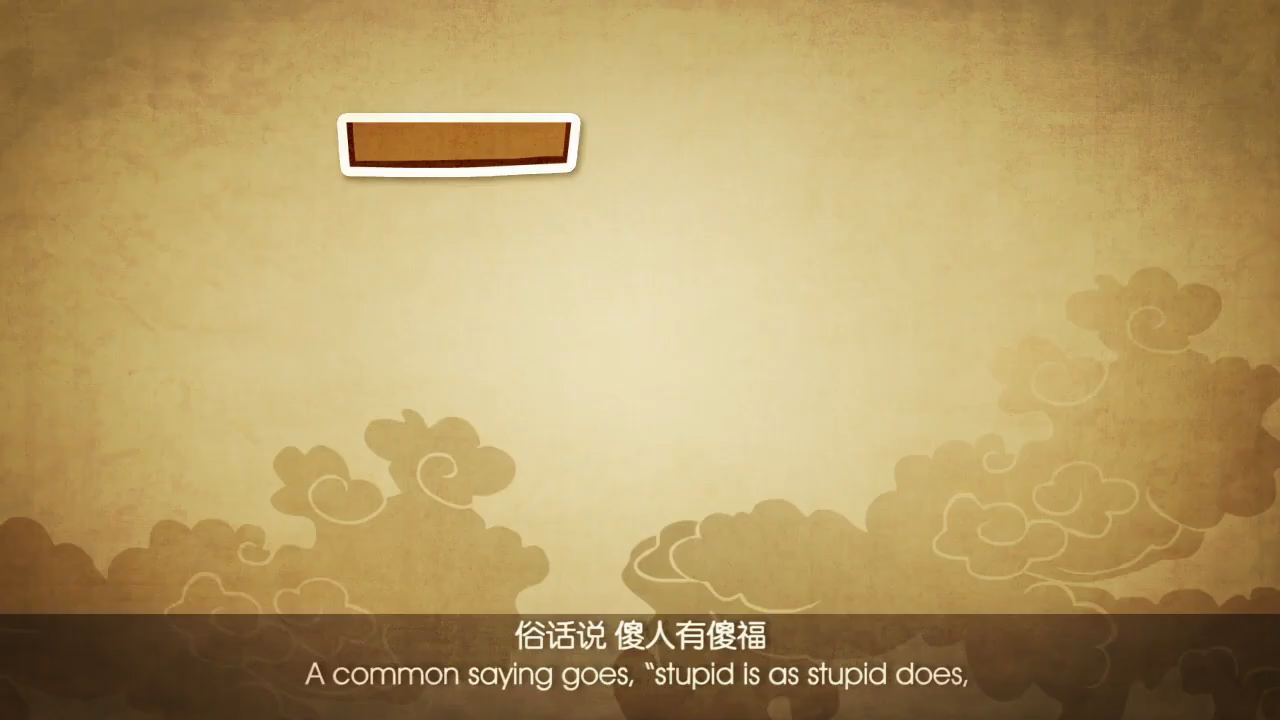 俗话说 傻人有傻福
A common saying goes, “stupid is as stupid does,